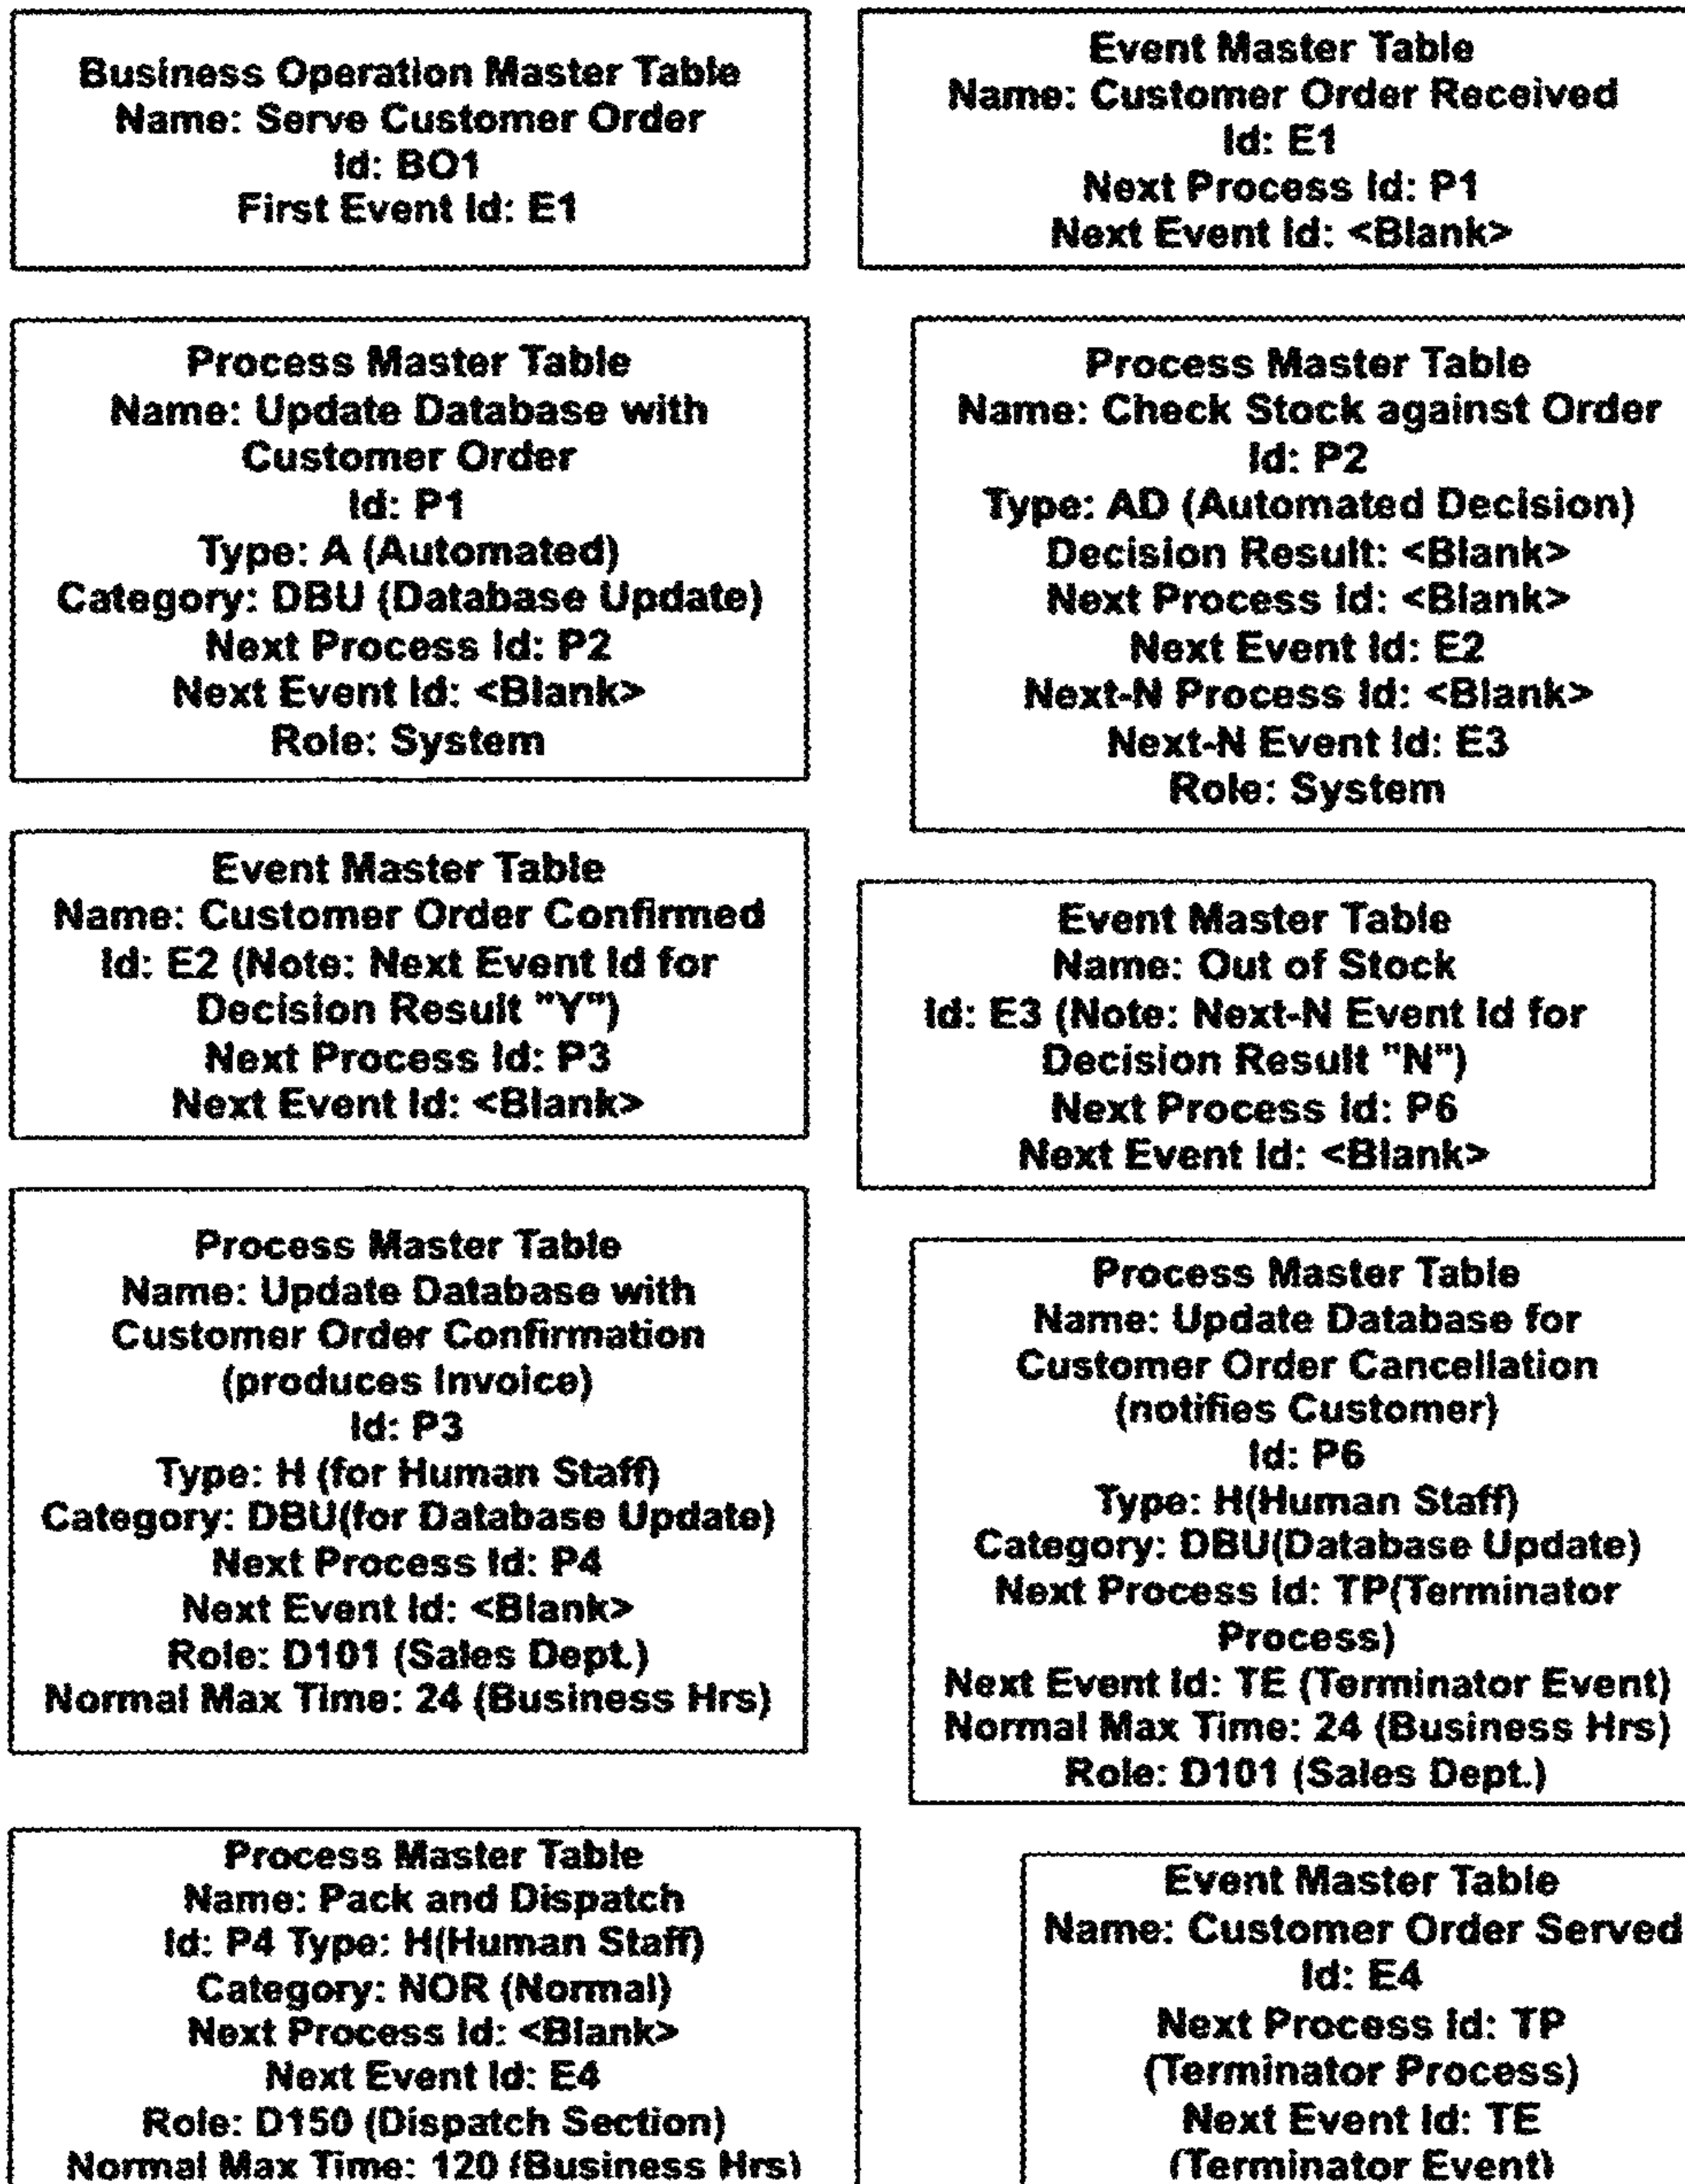 Business Operation Master Table
Name: Serve Customer Order
Id: BO1
First Event Id: E1
Event Master Table
Name: Customer Order Received
Id: E1
Next Process Id: P1
Next Event Id: <Blank>
Process Master Table
Name: Update Database with
Customer Order
Id: P1
Type: A (Automated)
Category: DBU (Database Update)
Next Process Id: P2
Next Event Id: <Blank>
Role: System
Process Master Table
Name: Check Stock against Order
Id: P2
Type: AD (Automated Decision)
Decision Result: <Blank>
Next Process Id: <Blank>
Next Event Id: E2
Next-N Process Id: <Blank>
Next-N Event Id: E3
Role: System
Event Master Table
Name: Customer Order Confirmed
Id: E2 (Note: Next Event Id for
Decision Result "Y")
Next Process Id: P3
Next Event Id: <Blank>
Event Master Table
Name: Out of Stock
Id: E3 (Note: Next-N Event Id for
Decision Result "N")
Next Process Id: P6
Next Event Id: <Blank>
Process Master Table
Name: Update Database with
Customer Order Confirmation
(produces Invoice)
Id: P3
Type: H (for Human Staff)
Category: DBU(for Database Update)
Next Process Id: P4
Next Event Id: <Blank>
Role: D101 (Sales Dept.)
Normal Max Time: 24 (Business Hrs)
Process Master Table
Name: Update Database for
Customer Order Cancellation
(notifies Customer)
Id: P6
Type: H(Human Staff)
Category: DBU(Database Update)
Next Process Id: TP(Terminator
Process)
Next Event Id: TE (Terminator Event)
Normal Max Time: 24 (Business Hrs)
Role: D101 (Sales Dept.)
Process Master Table
Name: Pack and Dispatch
Id: P4 Type: H(Human Staff)
Category: NOR (Normal)
Next Process Id: <Blank>
Next Event Id: E4
Role: D150 (Dispatch Section)
Normal Max Time: 120 (Business Hrs)
Event Master Table
Name: Customer Order Served
Id: E4
Next Process Id: TP
(Terminator Process)
Next Event Id: TE
(Terminator Event)